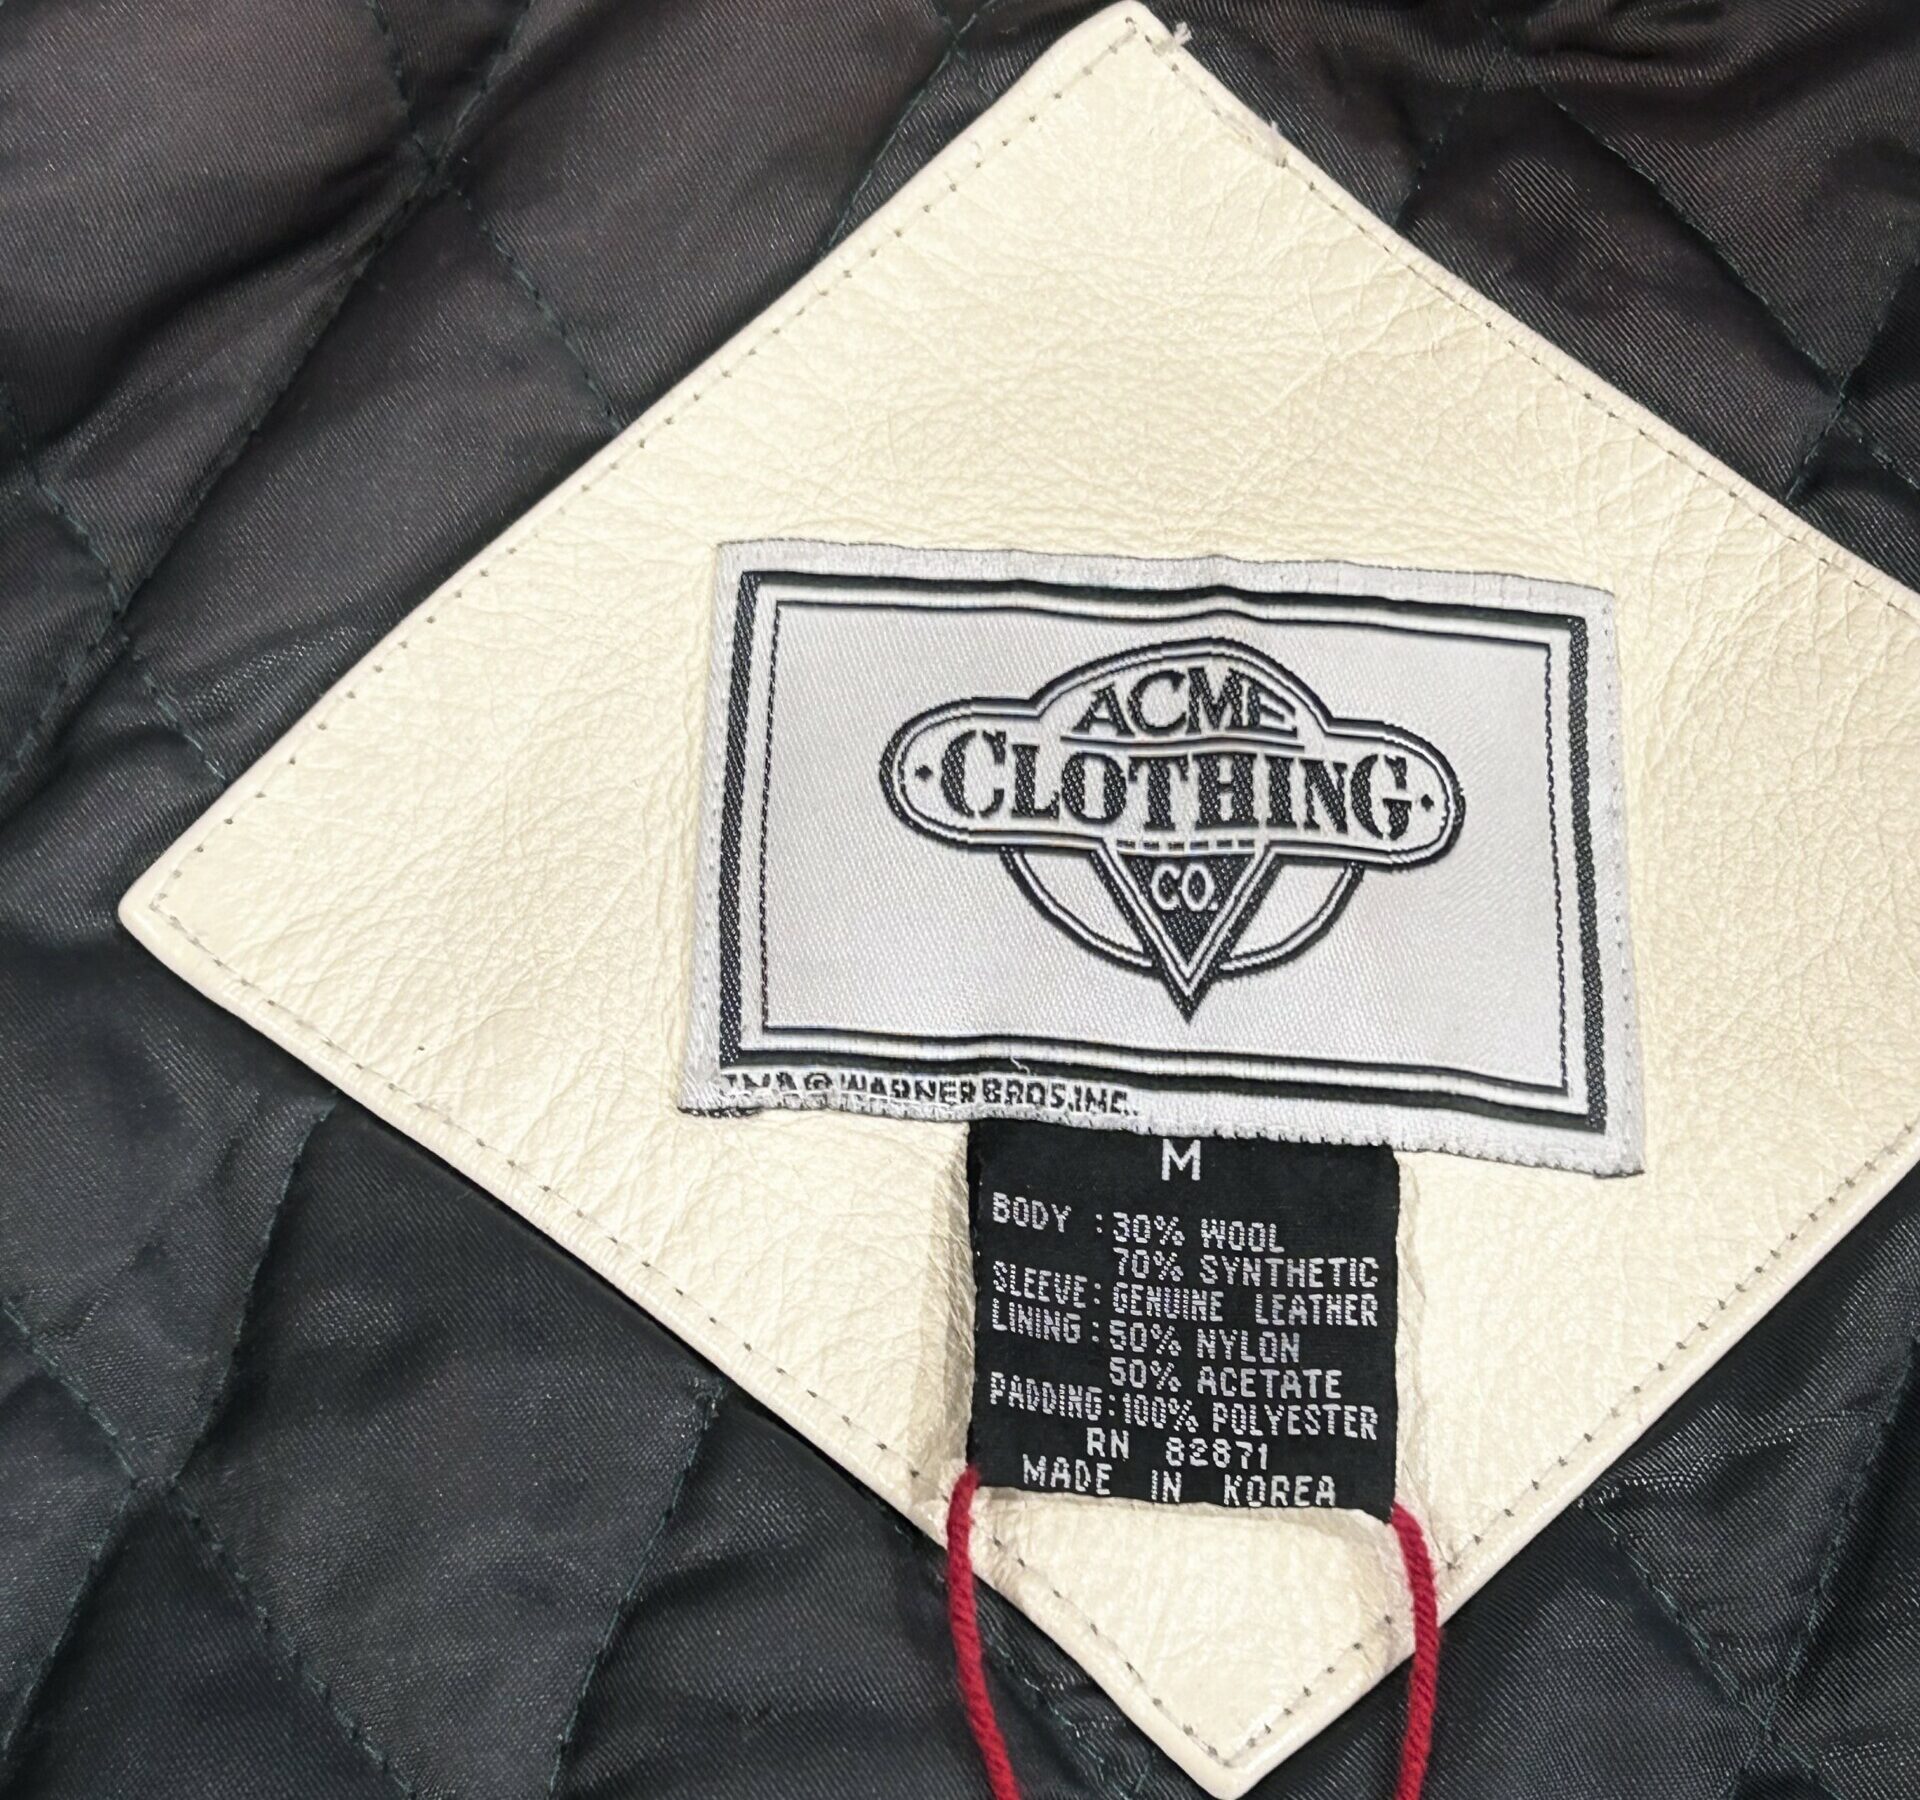 ACME
CLOTHING
CO.
TM & © WARNER BROS. INC.
M
BODY : 30% WOOL
70% SYNTHETIC
SLEEVE: GENUINE LEATHER
LINING : 50% NYLON
50% ACETATE
PADDING: 100% POLYESTER
RN 82871
MADE IN KOREA